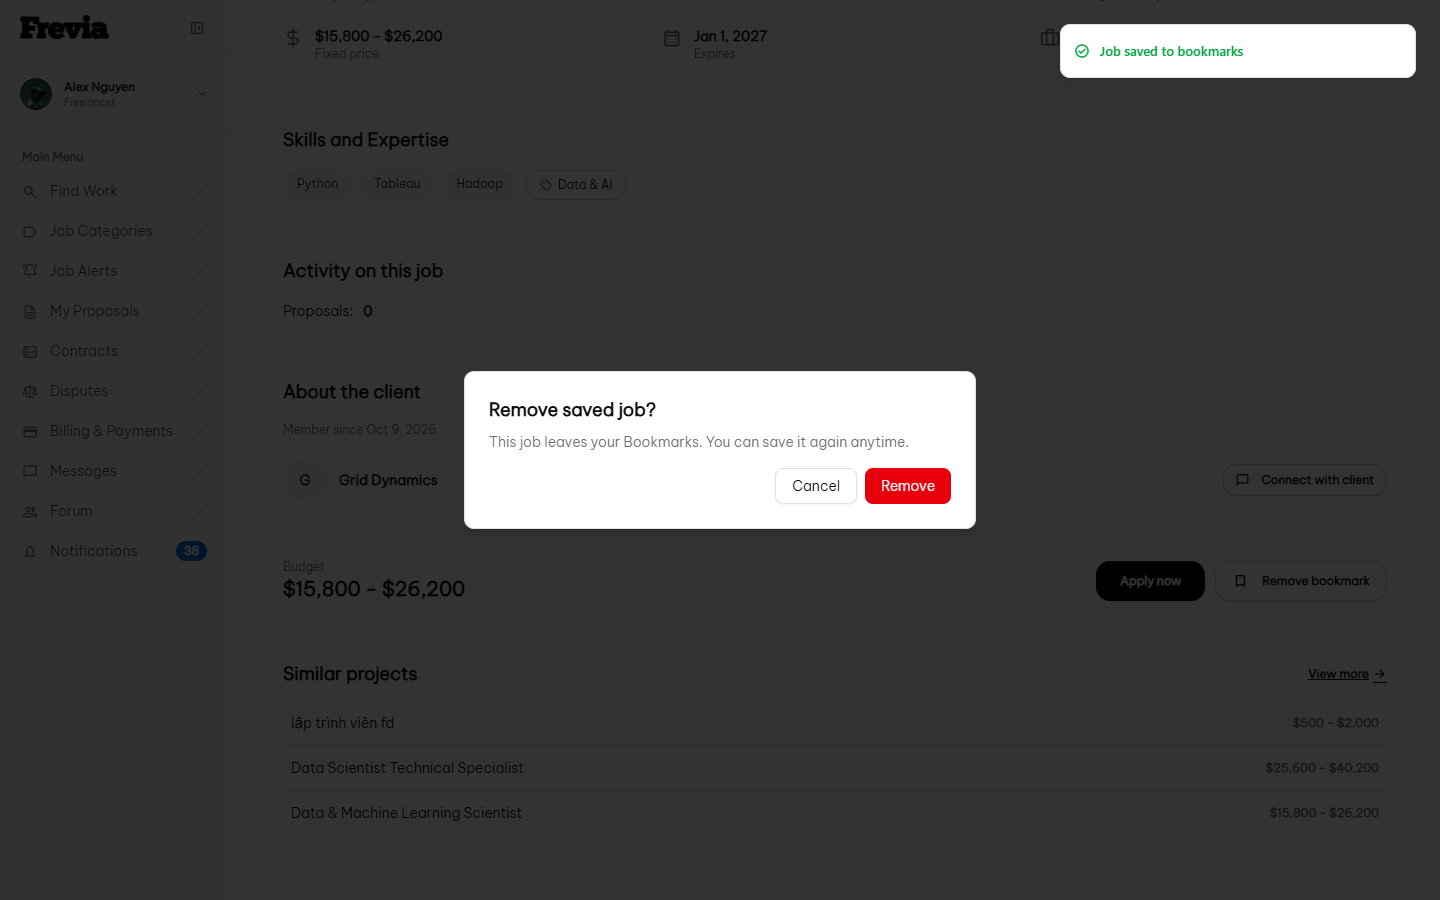 Frevia
Alex Nguyen
Freelancer
Main Menu
Find Work
Job Categories
Job Alerts
My Proposals
Contracts
Disputes
Billing & Payments
Messages
Forum
Notifications
38
$15,800 - $26,200
Fixed price
Jan 1, 2027
Expires
Job saved to bookmarks
Skills and Expertise
Python
Tableau
Hadoop
Data & AI
Activity on this job
Proposals: 0
About the client
Member since Oct 9, 2026
G
Grid Dynamics
Connect with client
Remove saved job?
This job leaves your Bookmarks. You can save it again anytime.
Cancel
Remove
Budget
$15,800 - $26,200
Apply now
Remove bookmark
Similar projects
View more
lập trình viên fd
$500 - $2,000
Data Scientist Technical Specialist
$25,600 - $40,200
Data & Machine Learning Scientist
$15,800 - $26,200